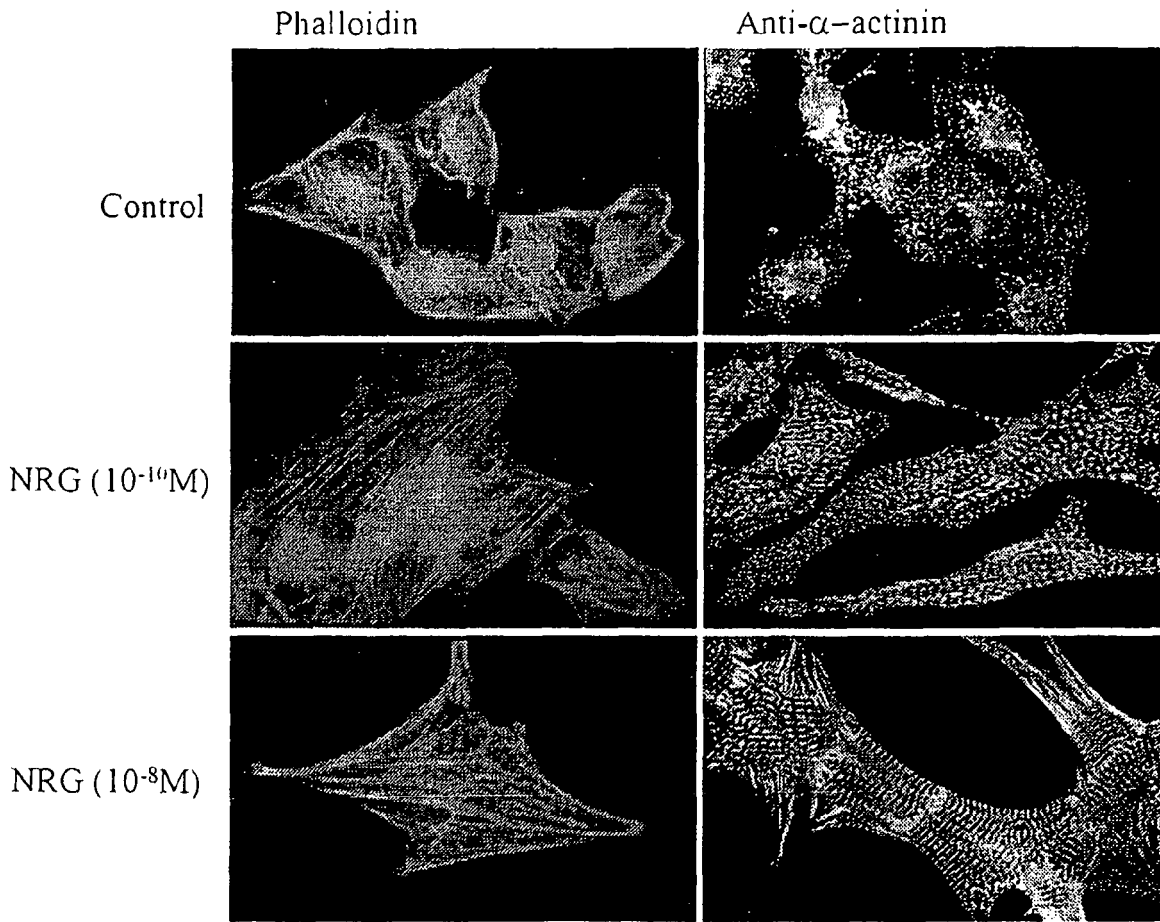 Phalloidin
Anti-α-actinin
Control
NRG (10⁻¹⁰M)
NRG (10⁻⁸M)